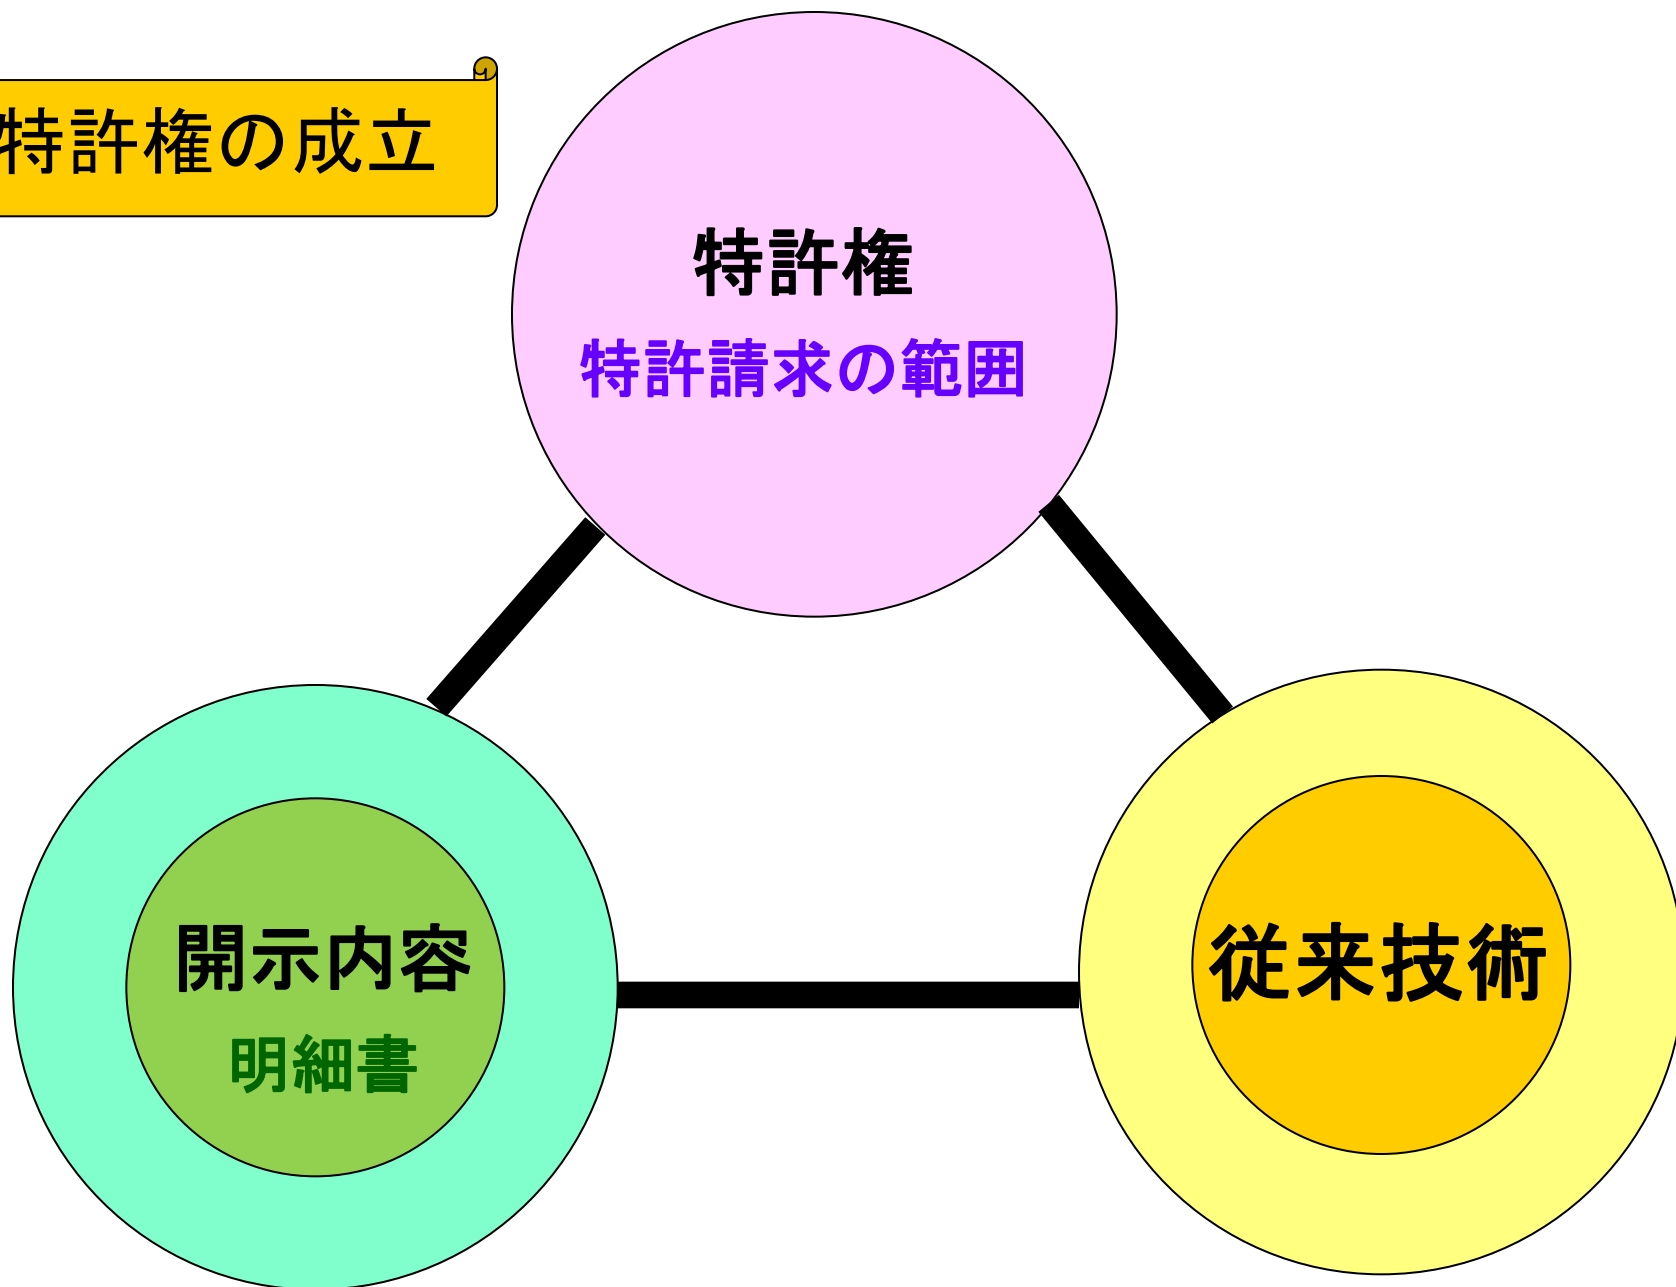 特許権の成立
特許権
特許請求の範囲
開示内容
明細書
従来技術